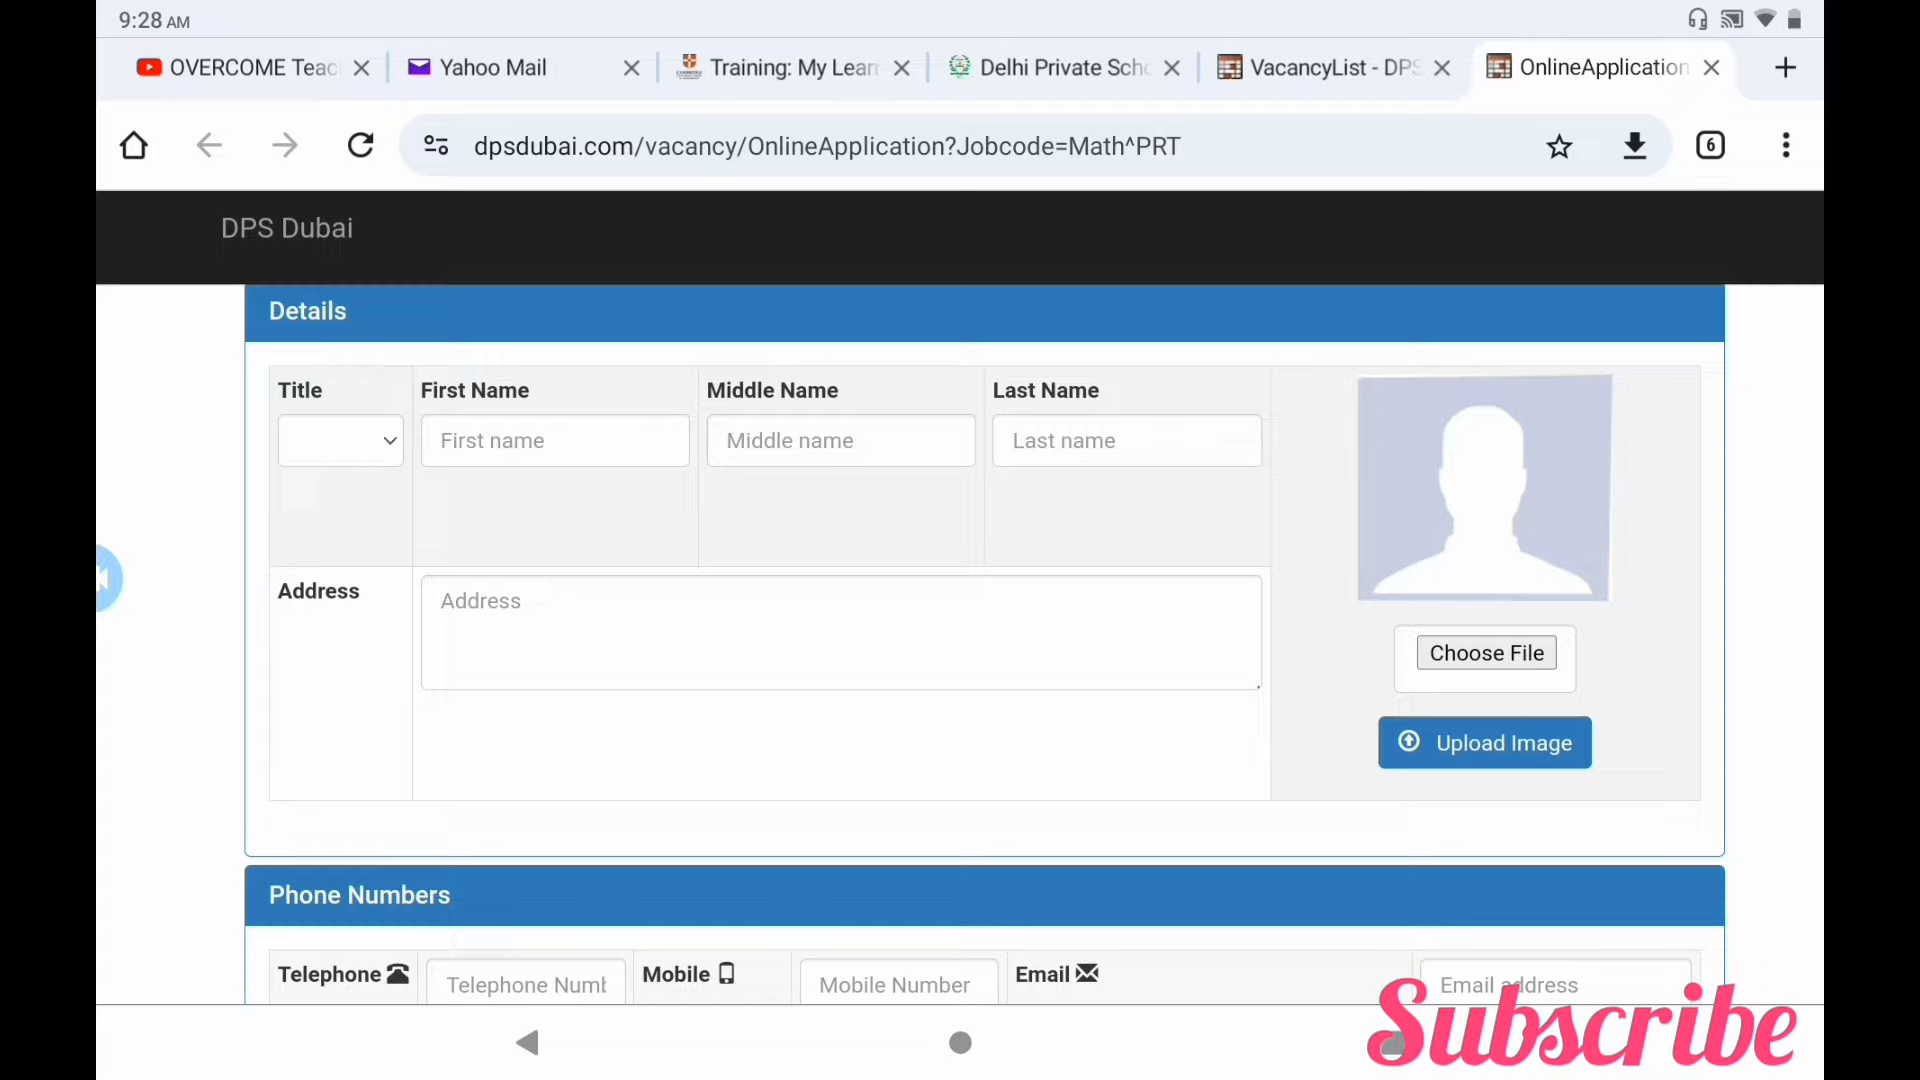 9:28 AM
OVERCOME Teac
Yahoo Mail
Training: My Lear
Delhi Private Sch
VacancyList - DPS
OnlineApplication
dpsdubai.com/vacancy/OnlineApplication?Jobcode=Math^PRT
6
DPS Dubai
Details
Title
First Name
Middle Name
Last Name
First name
Middle name
Last name
Address
Address
Choose File
Upload Image
Phone Numbers
Telephone
Telephone Numb
Mobile
Mobile Number
Email
Email address
Subscribe